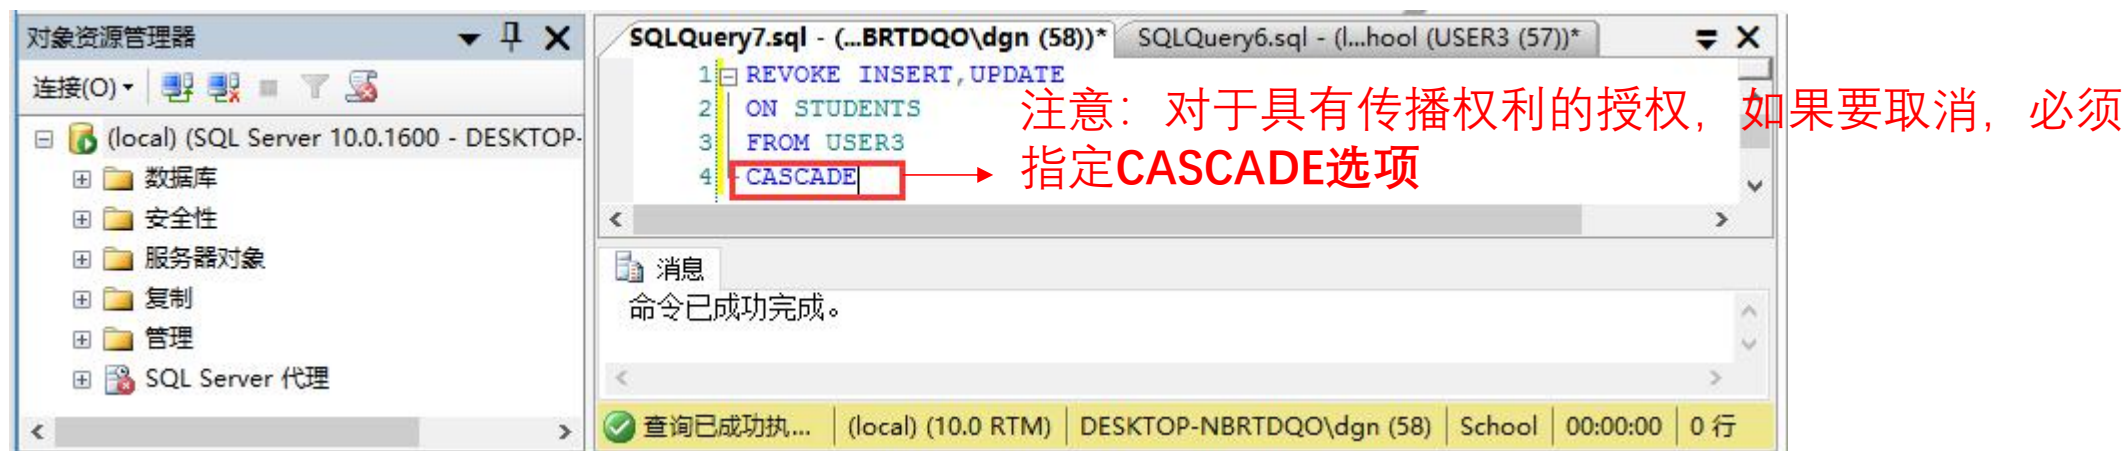 对象资源管理器
连接(O)
(local) (SQL Server 10.0.1600 - DESKTOP-
数据库
安全性
服务器对象
复制
管理
SQL Server 代理
SQLQuery7.sql - (...BRTDQO\dgn (58))*
SQLQuery6.sql - (l...hool (USER3 (57))*
1 REVOKE INSERT,UPDATE
2 ON STUDENTS
3 FROM USER3
4 CASCADE
注意：对于具有传播权利的授权，如果要取消，必须
指定CASCADE选项
消息
命令已成功完成。
查询已成功执... (local) (10.0 RTM) DESKTOP-NBRTDQO\dgn (58) School 00:00:00 0 行